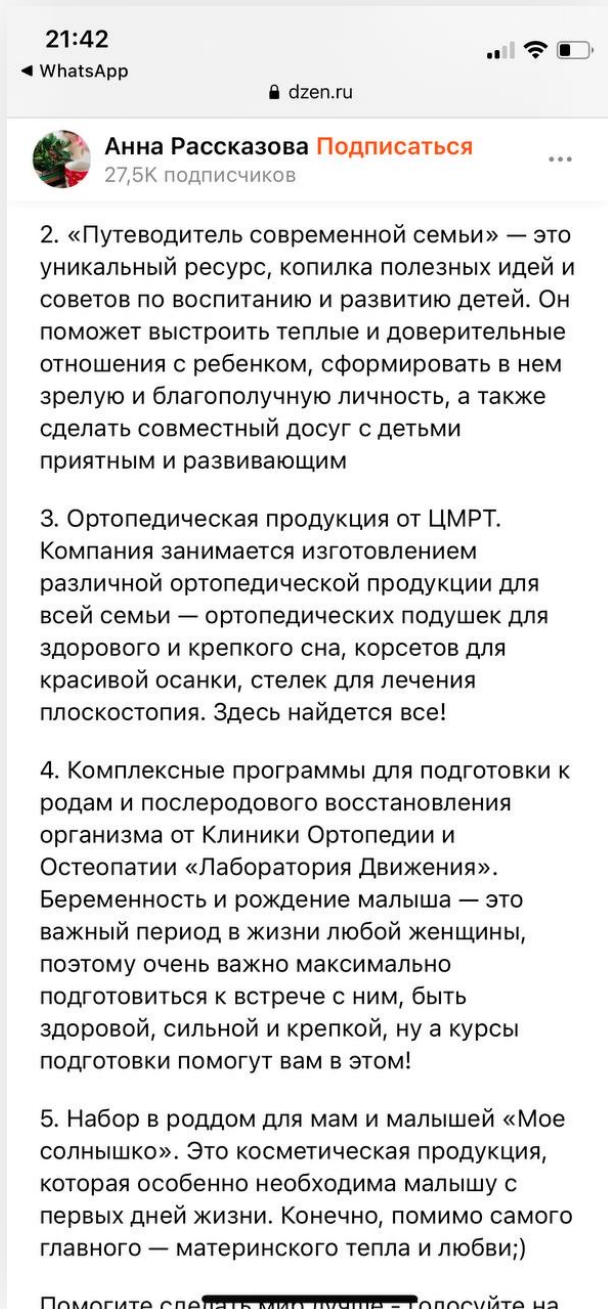 21:42
◀ WhatsApp
dzen.ru
Анна Рассказова Подписаться
27,5K подписчиков
2. «Путеводитель современной семьи» — это
уникальный ресурс, копилка полезных идей и
советов по воспитанию и развитию детей. Он
поможет выстроить теплые и доверительные
отношения с ребенком, сформировать в нем
зрелую и благополучную личность, а также
сделать совместный досуг с детьми
приятным и развивающим
3. Ортопедическая продукция от ЦМРТ.
Компания занимается изготовлением
различной ортопедической продукции для
всей семьи — ортопедических подушек для
здорового и крепкого сна, корсетов для
красивой осанки, стелек для лечения
плоскостопия. Здесь найдется все!
4. Комплексные программы для подготовки к
родам и послеродового восстановления
организма от Клиники Ортопедии и
Остеопатии «Лаборатория Движения».
Беременность и рождение малыша — это
важный период в жизни любой женщины,
поэтому очень важно максимально
подготовиться к встрече с ним, быть
здоровой, сильной и крепкой, ну а курсы
подготовки помогут вам в этом!
5. Набор в роддом для мам и малышей «Мое
солнышко». Это косметическая продукция,
которая особенно необходима малышу с
первых дней жизни. Конечно, помимо самого
главного — материнского тепла и любви;)
Помогите сделать мир лучше - голосуйте на